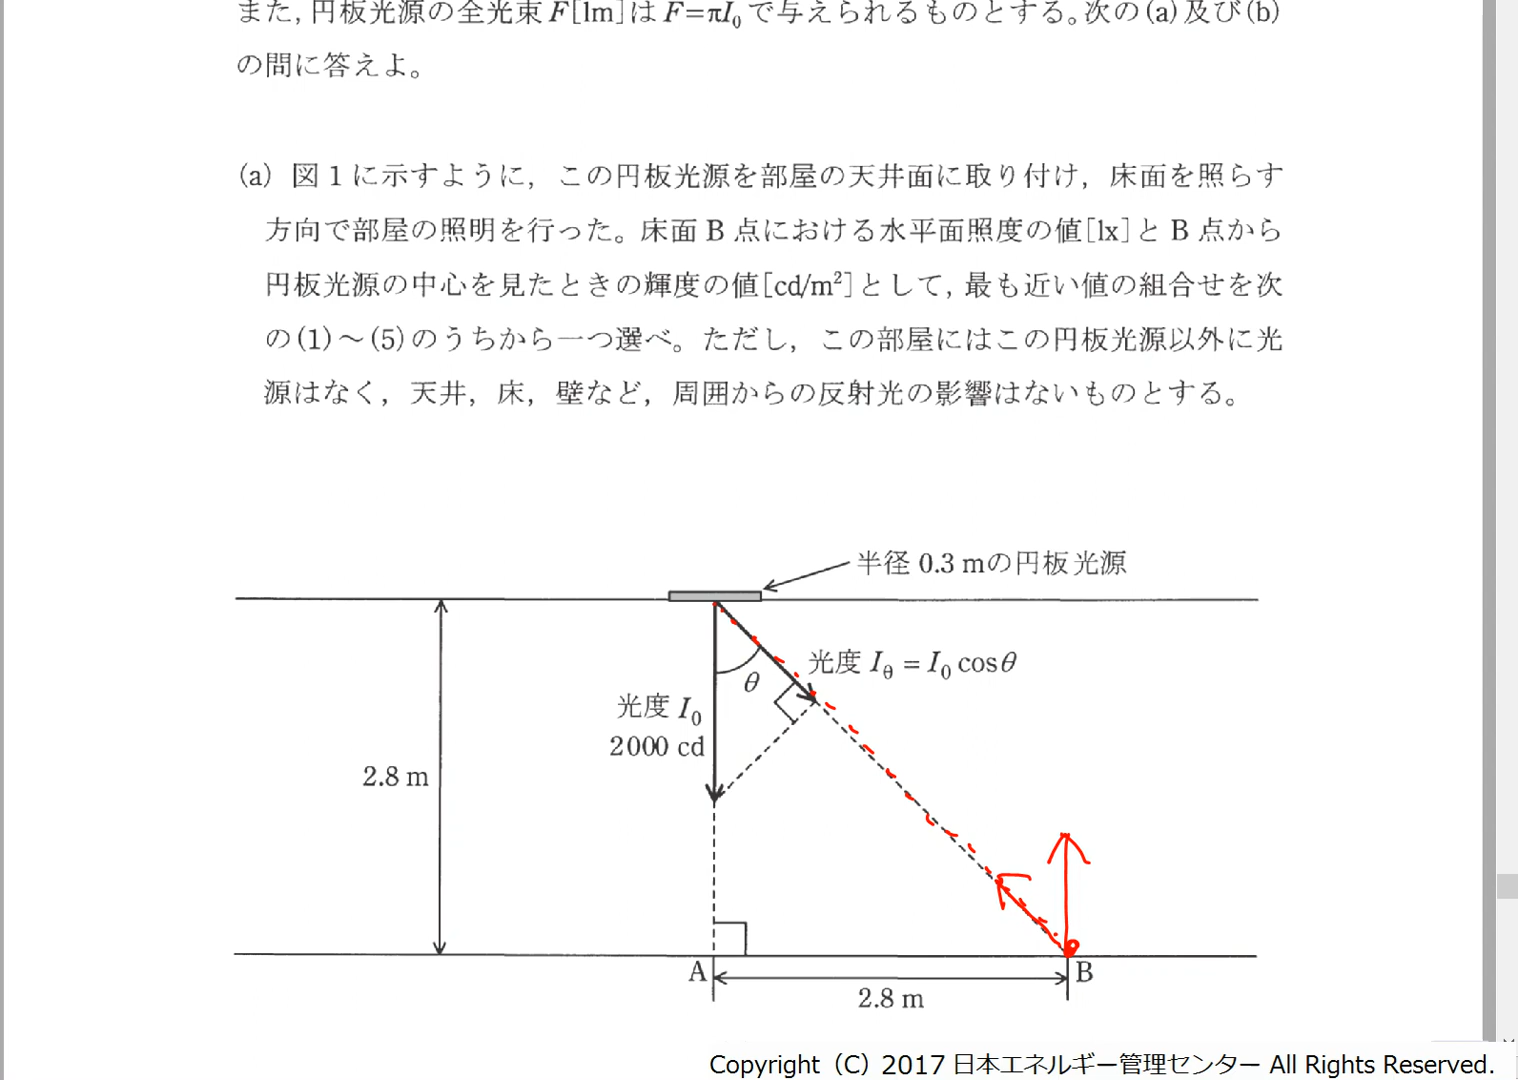 また，円板光源の全光束F[lm]はF=πI₀で与えられるものとする。次の(a)及び(b)
の問に答えよ。
(a) 図1に示すように，この円板光源を部屋の天井面に取り付け，床面を照らす
方向で部屋の照明を行った。床面B点における水平面照度の値[lx]とB点から
円板光源の中心を見たときの輝度の値[cd/m²]として，最も近い値の組合せを次
の(1)～(5)のうちから一つ選べ。ただし，この部屋にはこの円板光源以外に光
源はなく，天井，床，壁など，周囲からの反射光の影響はないものとする。
半径 0.3 mの円板光源
光度 Iθ = I₀ cosθ
θ
光度 I₀
2000 cd
2.8 m
A
B
2.8 m
Copyright（C）2017 日本エネルギー管理センター All Rights Reserved.